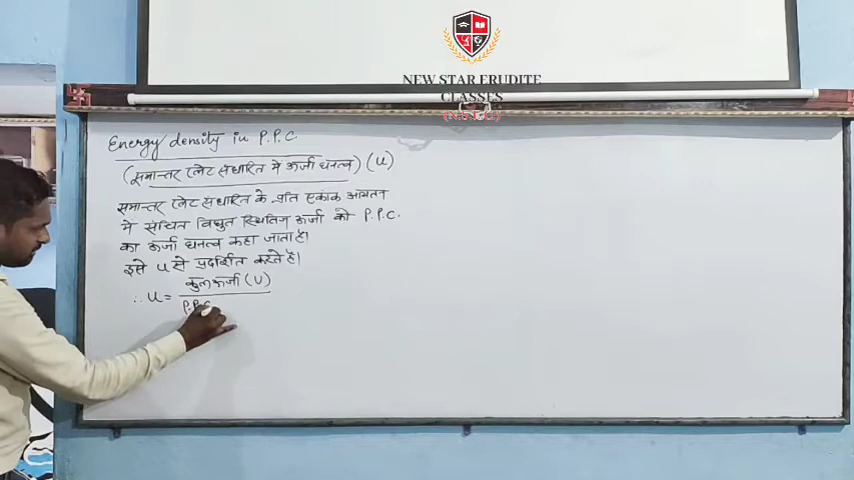 NEW STAR ERUDITE
CLASSES
Energy density in P.P.C.
(समान्तर प्लेट संधारित में ऊर्जा घनत्व) (u)
समान्तर प्लेट संधारित के प्रति एकांक आयतन
में संचित विद्युत स्थितिज ऊर्जा को P.P.C.
का ऊर्जा घनत्व कहा जाता है।
इसे u से प्रदर्शित करते है।
कुल ऊर्जा (U)
∴ u =
P.P.C